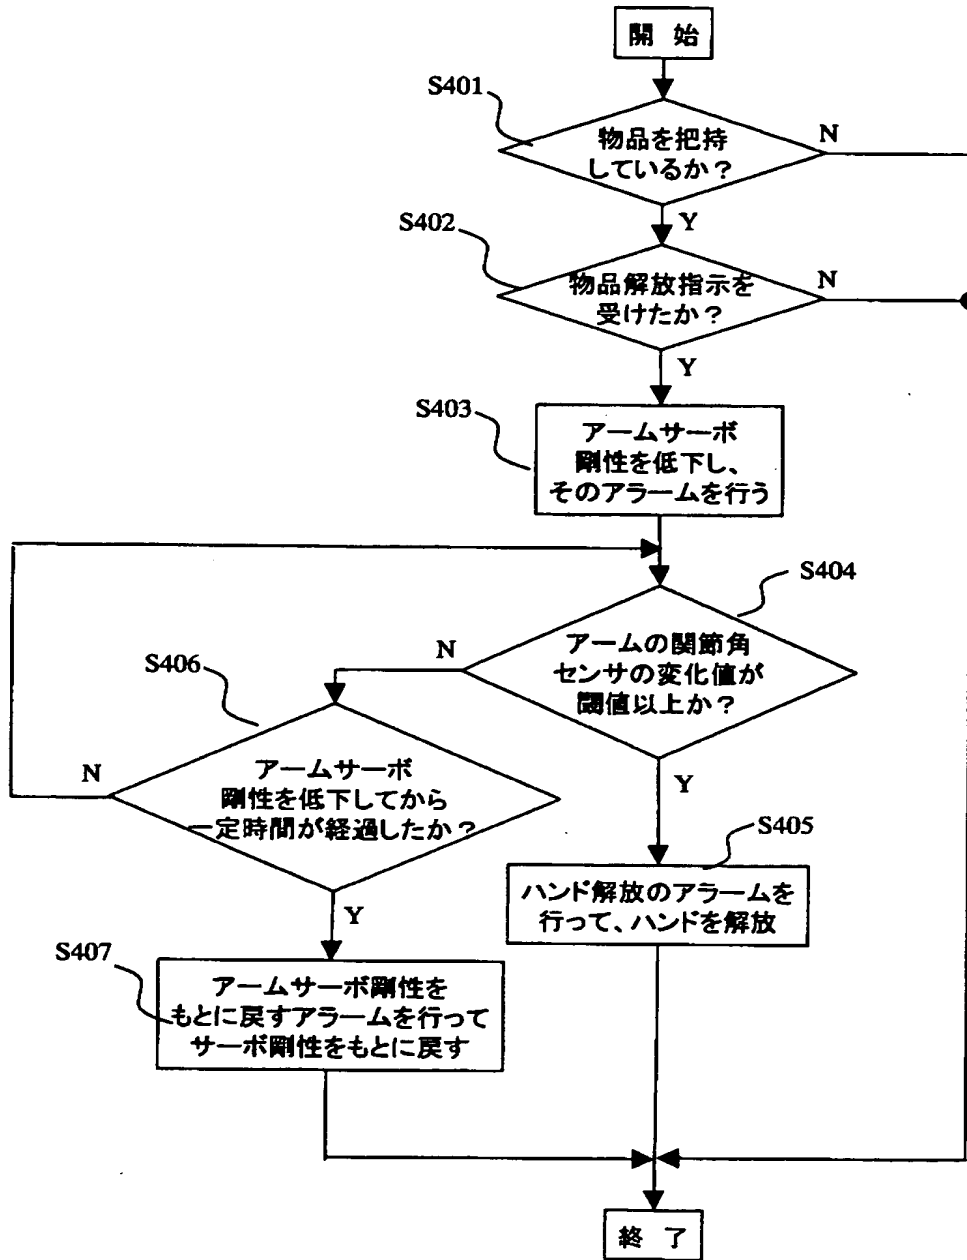 開 始
S401
物品を把持
しているか？
N
Y
S402
物品解放指示を
受けたか？
N
Y
S403
アームサーボ
剛性を低下し、
そのアラームを行う
S404
アームの関節角
センサの変化値が
閾値以上か？
N
Y
S406
アームサーボ
剛性を低下してから
一定時間が経過したか？
N
Y
S405
ハンド解放のアラームを
行って、ハンドを解放
S407
アームサーボ剛性を
もとに戻すアラームを行って
サーボ剛性をもとに戻す
終 了